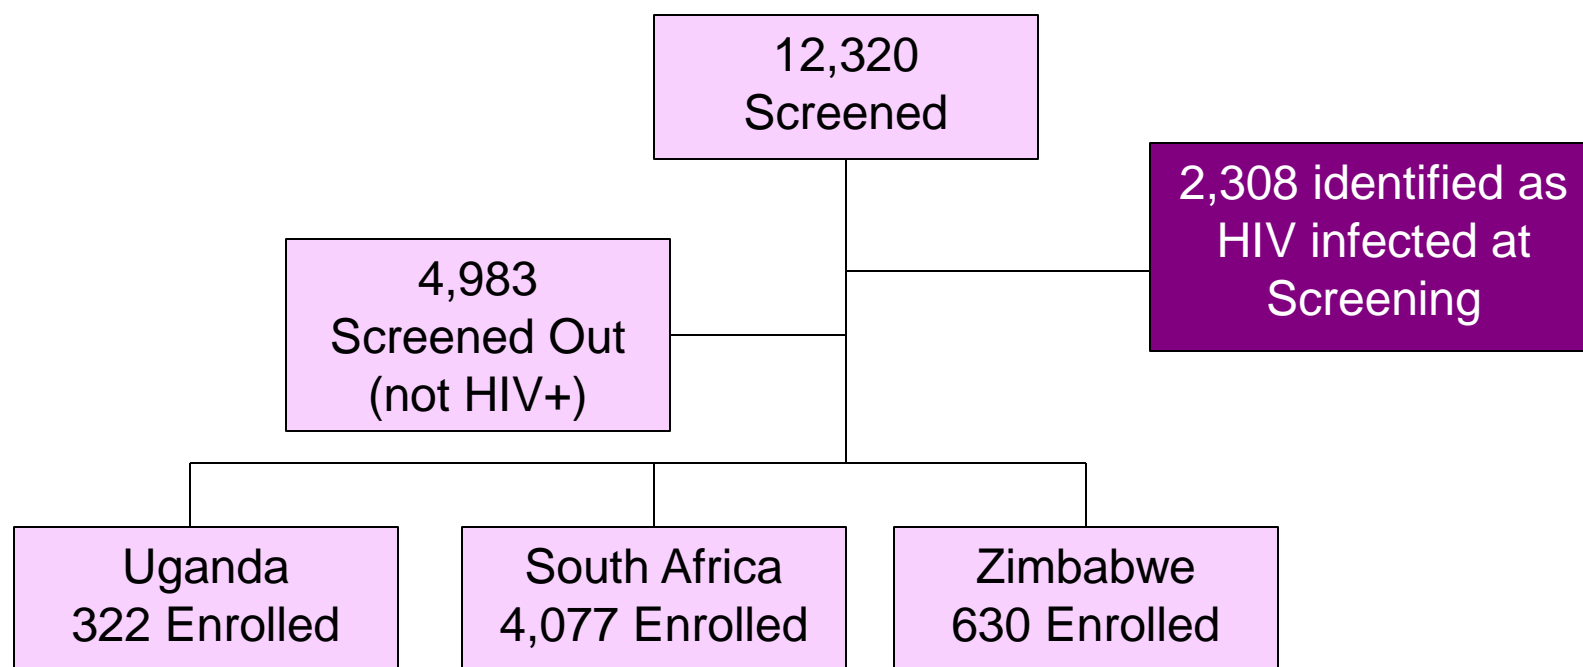 12,320
Screened
2,308 identified as
HIV infected at
Screening
4,983
Screened Out
(not HIV+)
Uganda
322 Enrolled
South Africa
4,077 Enrolled
Zimbabwe
630 Enrolled